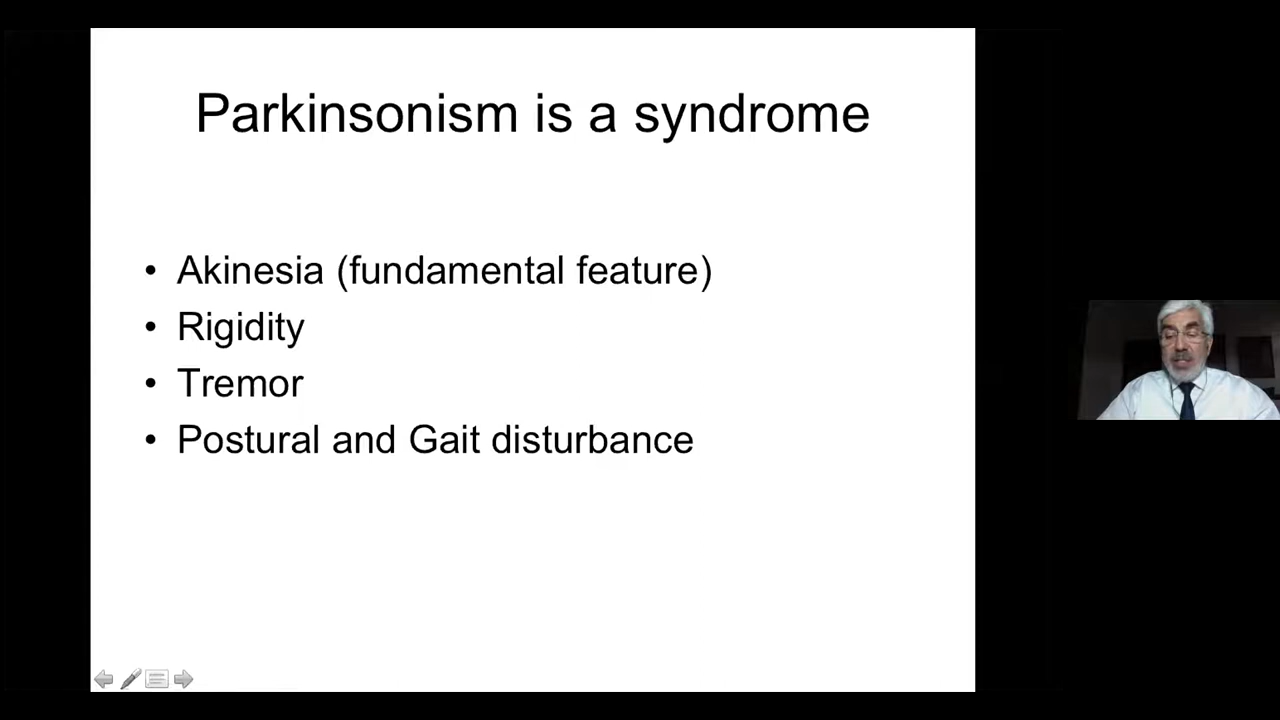 Parkinsonism is a syndrome
• Akinesia (fundamental feature)
• Rigidity
• Tremor
• Postural and Gait disturbance